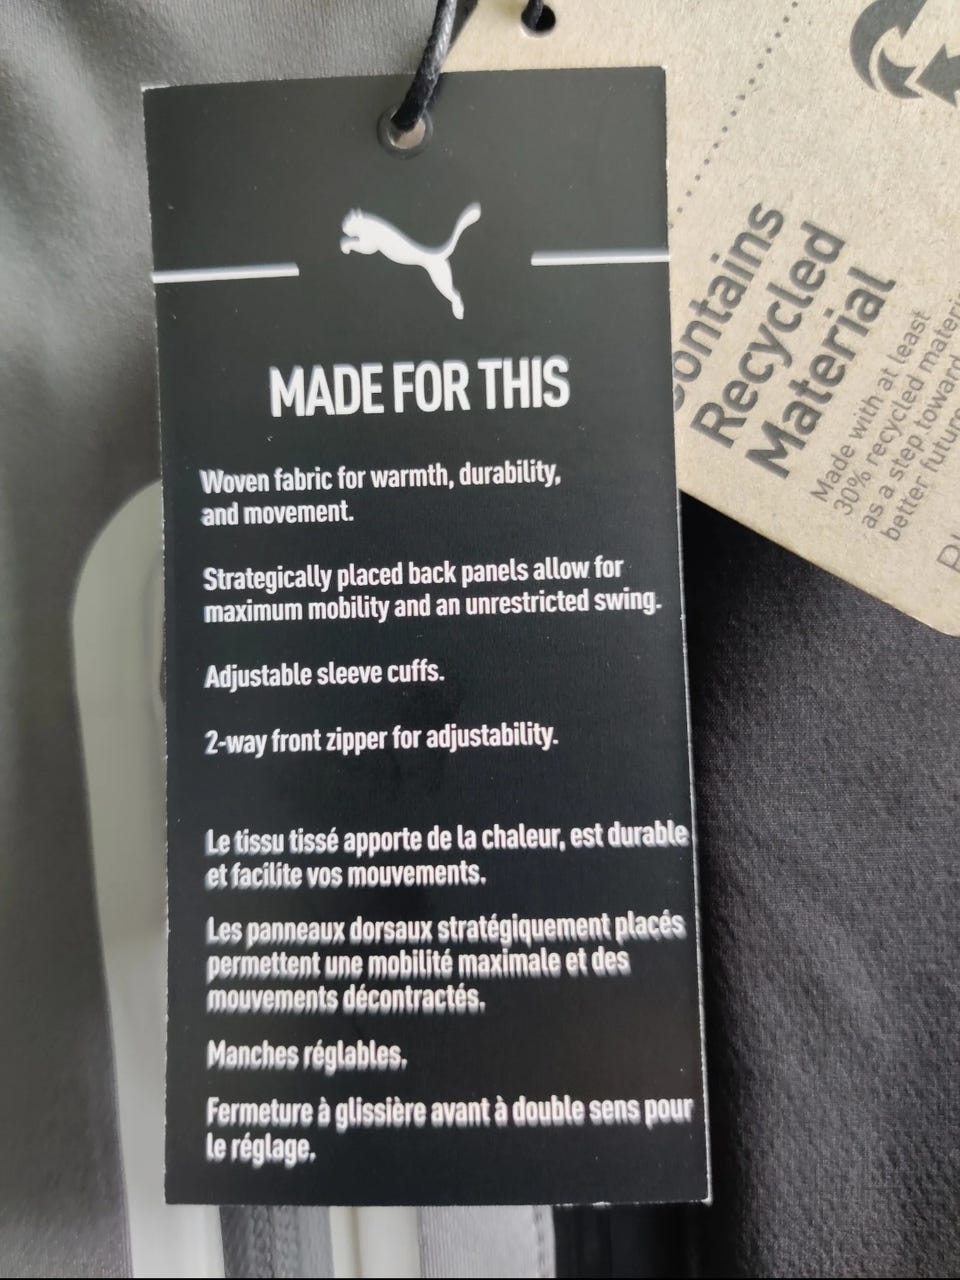 MADE FOR THIS
Woven fabric for warmth, durability,
and movement.
Strategically placed back panels allow for
maximum mobility and an unrestricted swing.
Adjustable sleeve cuffs.
2-way front zipper for adjustability.
Le tissu tissé apporte de la chaleur, est durable
et facilite vos mouvements.
Les panneaux dorsaux stratégiquement placés
permettent une mobilité maximale et des
mouvements décontractés.
Manches réglables.
Fermeture à glissière avant à double sens pour
le réglage.
Contains
Recycled
Material
Made with at least
30% recycled
as a step toward
better